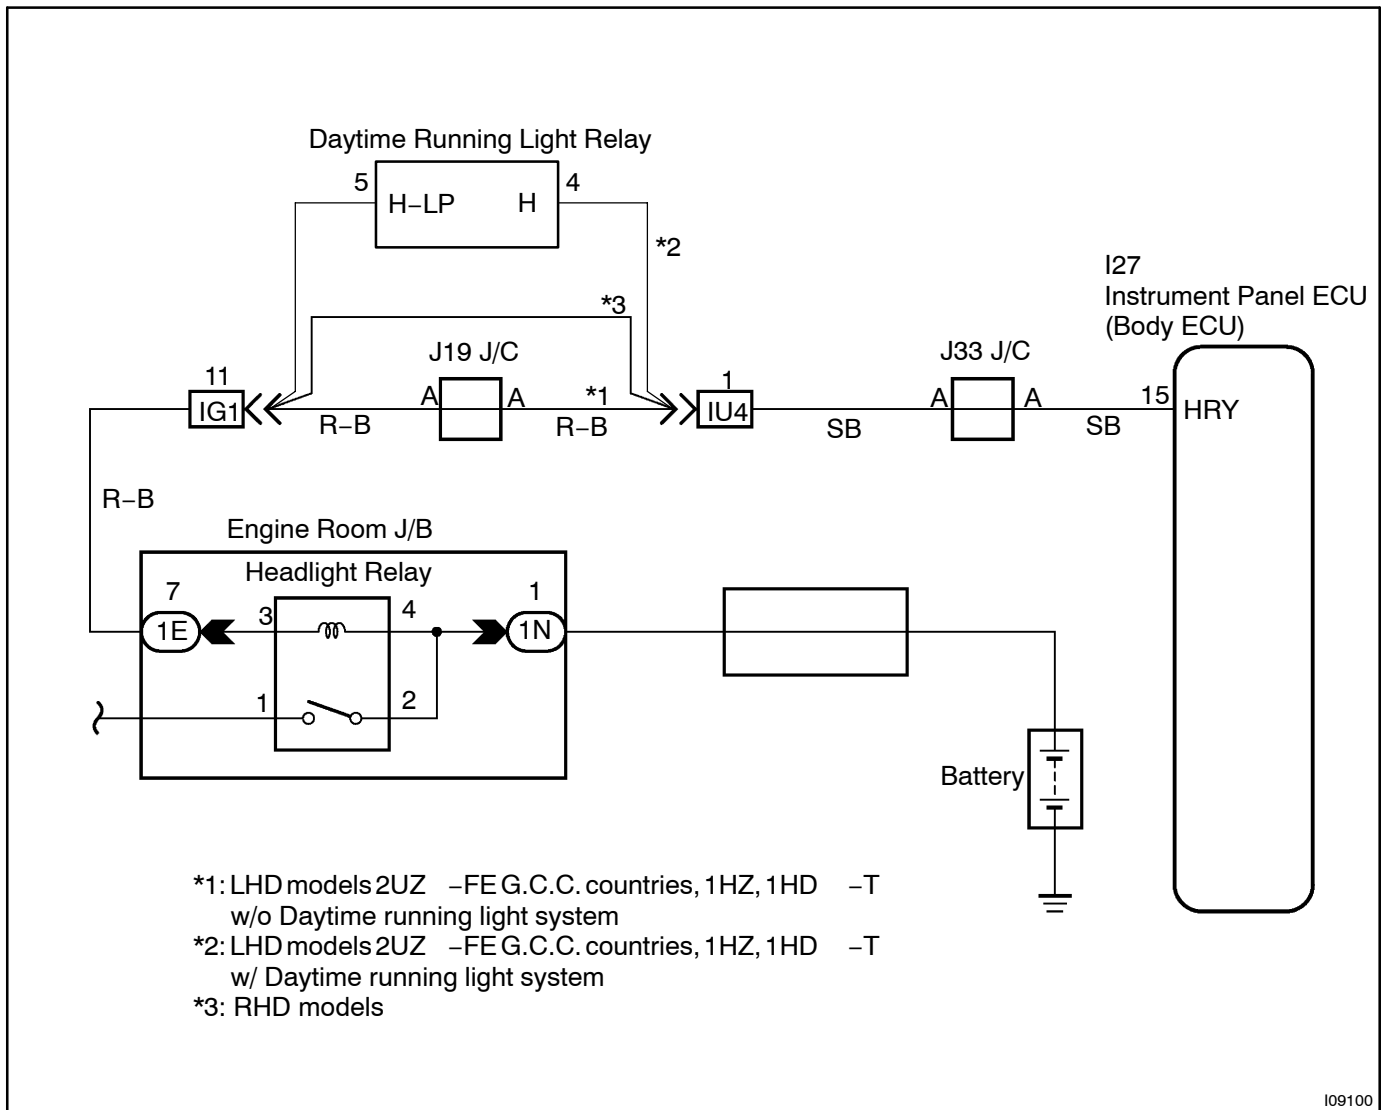 Daytime Running Light Relay
5
4
H−LP
H
*2
I27
Instrument Panel ECU
(Body ECU)
*3
J19 J/C
J33 J/C
11
1
A
A
*1
A
A
15
IG1
IU4
HRY
R−B
R−B
SB
SB
R−B
Engine Room J/B
Headlight Relay
7
3
4
1
1E
1N
1
2
Battery
*1: LHD models 2UZ −FE G.C.C. countries, 1HZ, 1HD −T
w/o Daytime running light system
*2: LHD models 2UZ −FE G.C.C. countries, 1HZ, 1HD −T
w/ Daytime running light system
*3: RHD models
I09100